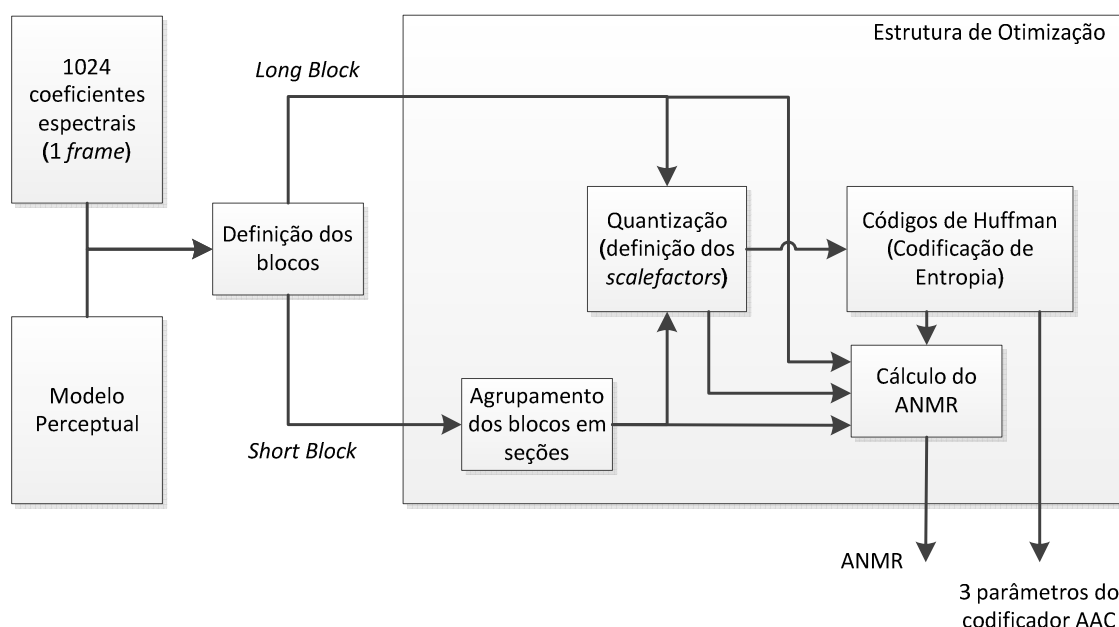 Estrutura de Otimização
1024
coeficientes
espectrais
(1 frame)
Long Block
Definição dos
blocos
Quantização
(definição dos
scalefactors)
Códigos de Huffman
(Codificação de
Entropia)
Modelo
Perceptual
Short Block
Agrupamento
dos blocos em
seções
Cálculo do
ANMR
ANMR
3 parâmetros do
codificador AAC